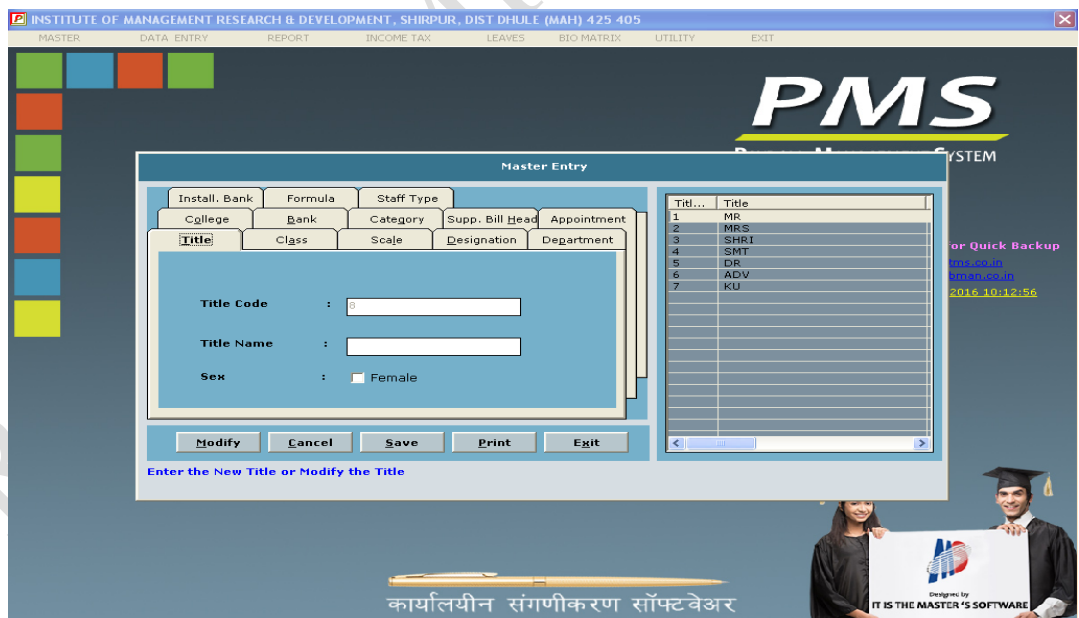 INSTITUTE OF MANAGEMENT RESEARCH & DEVELOPMENT, SHIRPUR, DIST DHULE (MAH) 425 405
MASTER DATA ENTRY REPORT INCOME TAX LEAVES BIO MATRIX UTILITY EXIT
PMS
SYSTEM
Master Entry
Install. Bank Formula Staff Type
College Bank Category Supp. Bill Head Appointment
Title Class Scale Designation Department
Title Code : 8
Title Name :
Sex : Female
Modify Cancel Save Print Exit
Enter the New Title or Modify the Title
Titl... Title
1 MR
2 MRS
3 SHRI
4 SMT
5 DR
6 ADV
7 KU
or Quick Backup
tms.co.in
bman.co.in
2016 10:12:56
कार्यालयीन संगणीकरण सॉफ्टवेअर
Designed by
IT IS THE MASTER'S SOFTWARE